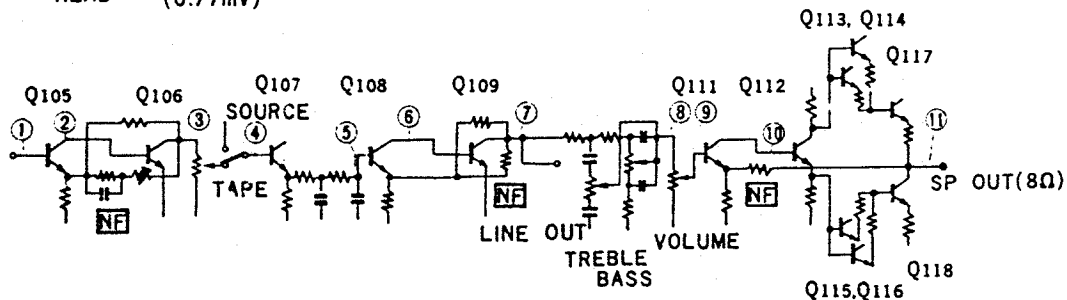 (0.77mV)
Q113, Q114
Q117
Q105
Q106
Q107
SOURCE
Q108
Q109
Q111
Q112
① ② ③ ④ ⑤ ⑥ ⑦ ⑧ ⑨ ⑩ ⑪
TAPE
NF
NF
NF
SP OUT(8Ω)
LINE OUT
VOLUME
TREBLE
BASS
Q118
Q115,Q116